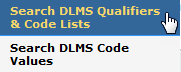 Search DLMS Qualifiers
& Code Lists
Search DLMS Code
Values